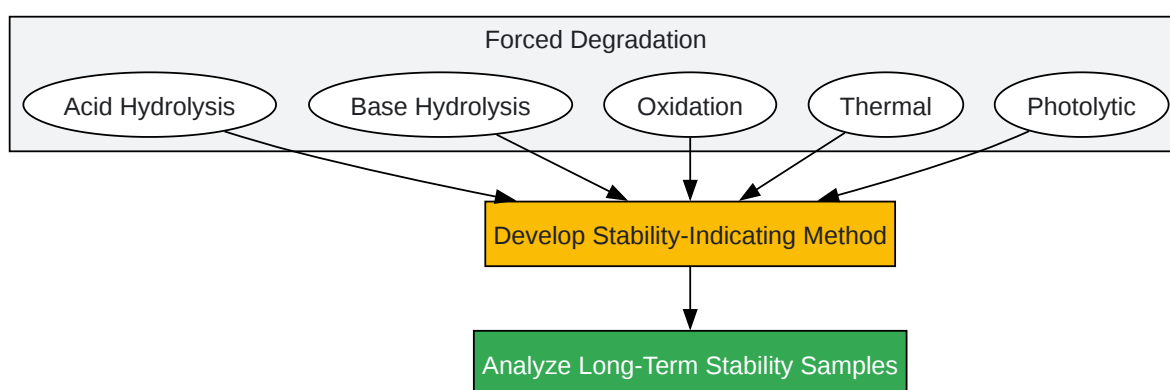 Forced Degradation
Acid Hydrolysis
Base Hydrolysis
Oxidation
Thermal
Photolytic
Develop Stability-Indicating Method
Analyze Long-Term Stability Samples